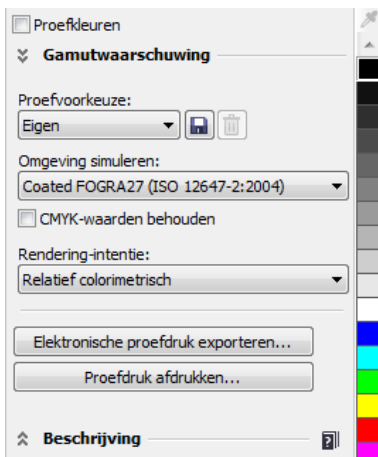 Proefkleuren
Gamutwaarschuwing
Proefvoorkeuze:
Eigen
Omgeving simuleren:
Coated FOGRA27 (ISO 12647-2:2004)
CMYK-waarden behouden
Rendering-intentie:
Relatief colorimetrisch
Elektronische proefdruk exporteren...
Proefdruk afdrukken...
Beschrijving